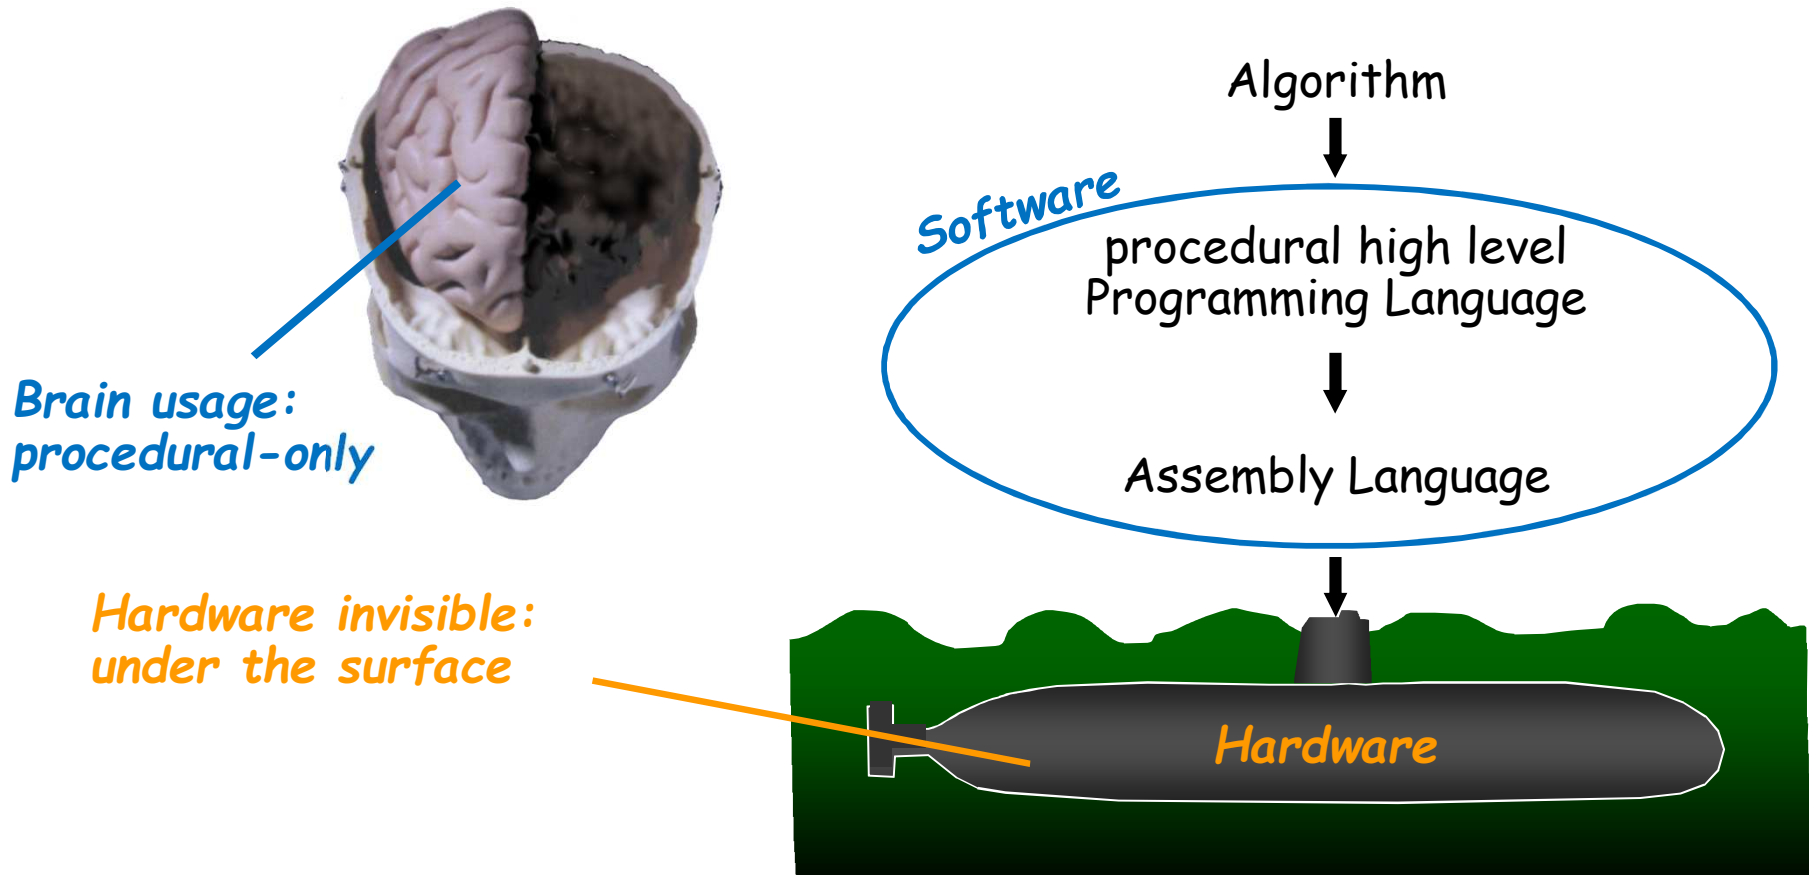 Algorithm
Software
procedural high level
Programming Language
Assembly Language
Brain usage:
procedural-only
Hardware invisible:
under the surface
Hardware